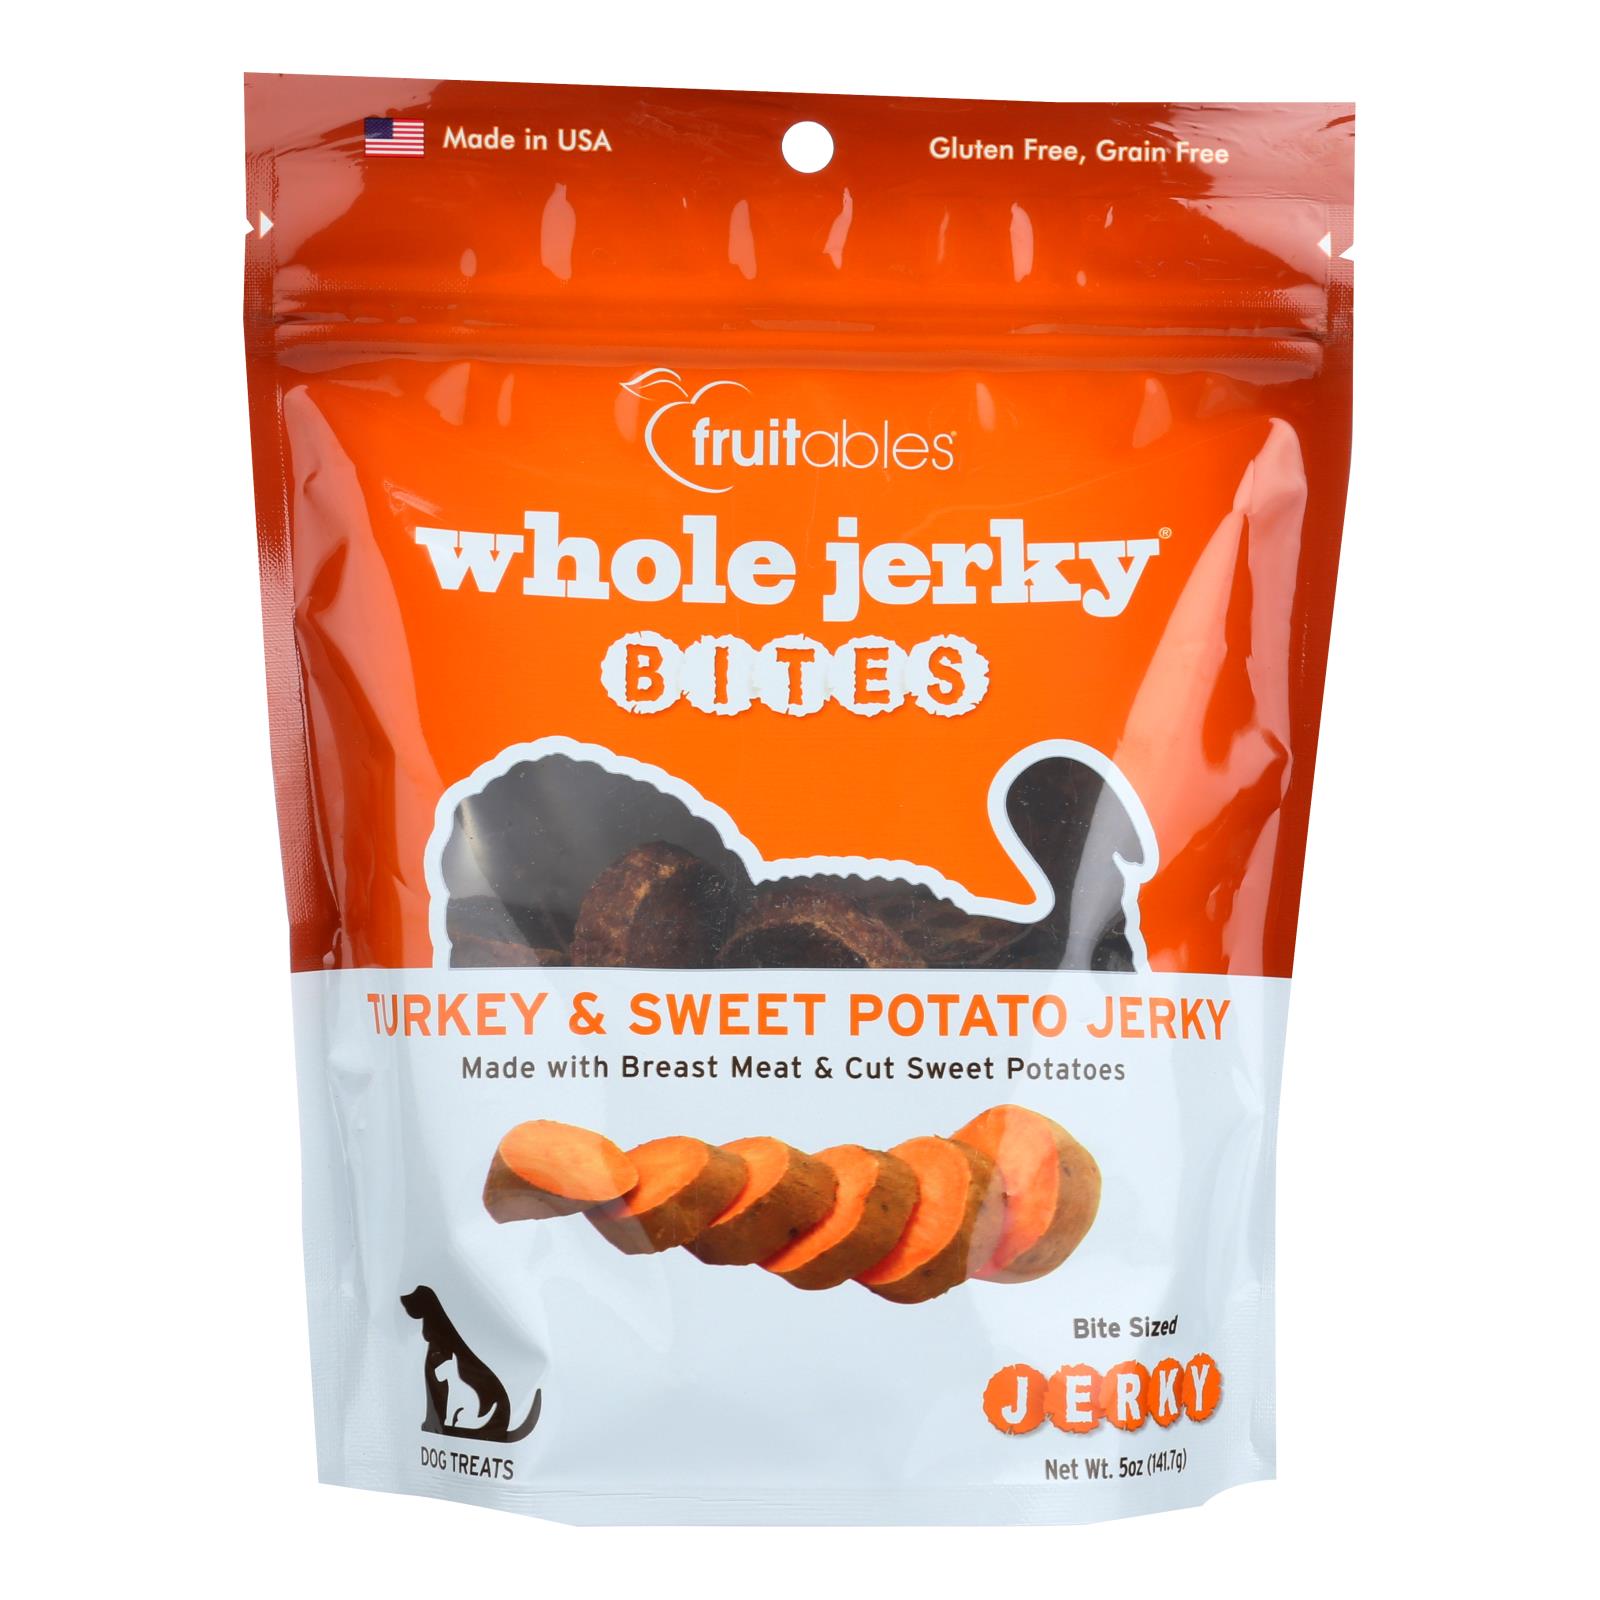 Made in USA
Gluten Free, Grain Free
fruitables®
whole jerky®
BITES
TURKEY & SWEET POTATO JERKY
Made with Breast Meat & Cut Sweet Potatoes
Bite Sized
JERKY
DOG TREATS
Net Wt. 5oz (141.7g)